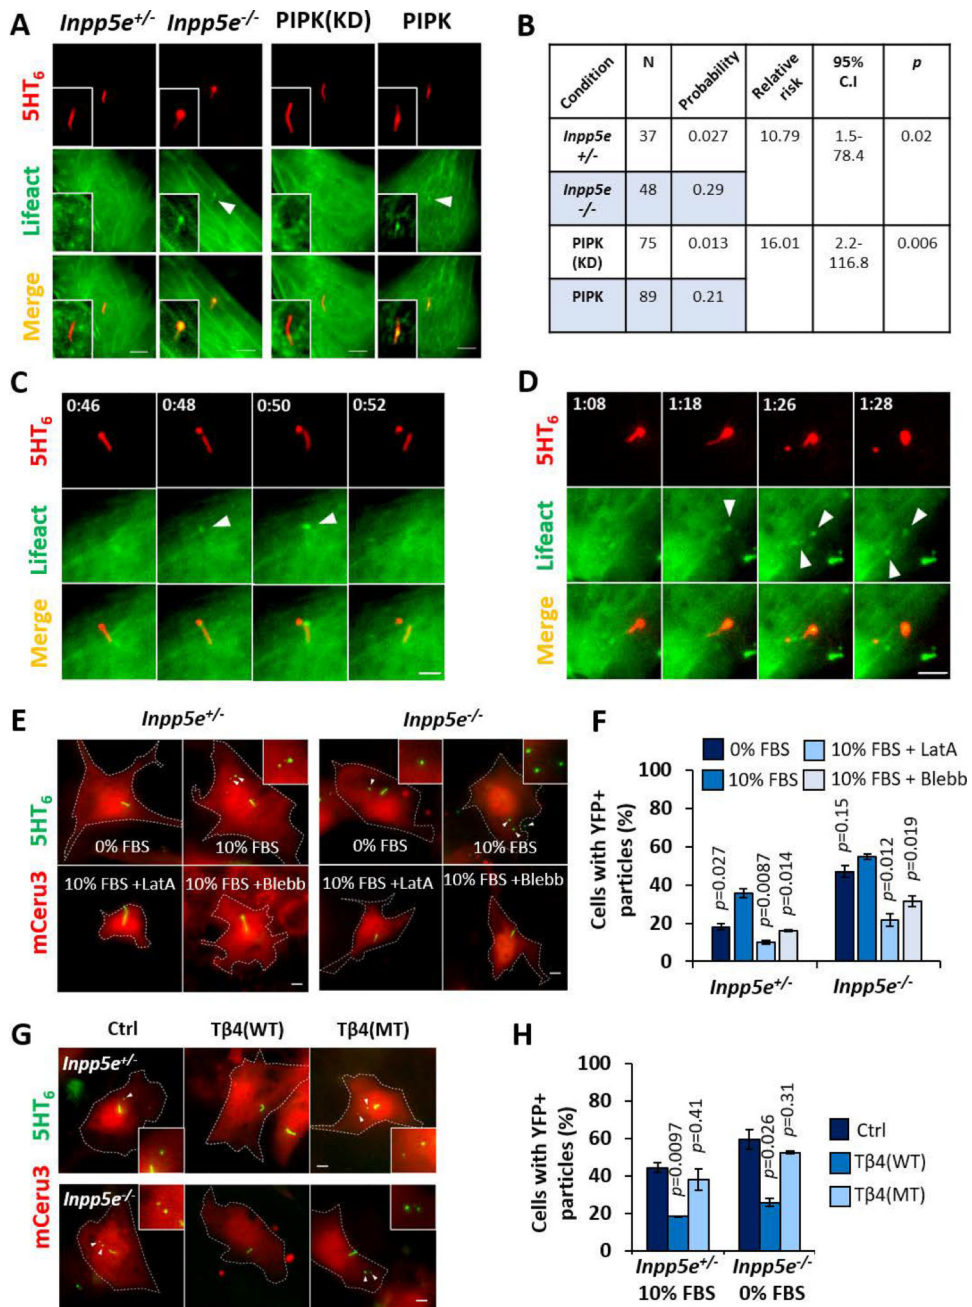 A
Inpp5e+/-
Inpp5e-/-
PIPK(KD)
PIPK
5HT6
Lifeact
Merge
B
Condition
N
Probability
Relative risk
95% C.I
p
Inpp5e +/-
37
0.027
10.79
1.5-78.4
0.02
Inpp5e -/-
48
0.29
PIPK (KD)
75
0.013
16.01
2.2-116.8
0.006
PIPK
89
0.21
C
0:46
0:48
0:50
0:52
5HT6
Lifeact
Merge
D
1:08
1:18
1:26
1:28
5HT6
Lifeact
Merge
E
Inpp5e+/-
Inpp5e-/-
5HT6
mCeru3
0% FBS
10% FBS
0% FBS
10% FBS
10% FBS +LatA
10% FBS +Blebb
10% FBS +LatA
10% FBS +Blebb
F
0% FBS
10% FBS + LatA
10% FBS
10% FBS + Blebb
Cells with YFP+ particles (%)
100
80
60
40
20
0
p=0.027
p=0.0087
p=0.014
p=0.15
p=0.012
p=0.019
Inpp5e+/-
Inpp5e-/-
G
Ctrl
Tβ4(WT)
Tβ4(MT)
5HT6
mCeru3
Inpp5e+/-
Inpp5e-/-
H
Cells with YFP+ particles (%)
100
80
60
40
20
0
p=0.0097
p=0.41
p=0.026
p=0.31
Ctrl
Tβ4(WT)
Tβ4(MT)
Inpp5e+/-
10% FBS
Inpp5e-/-
0% FBS